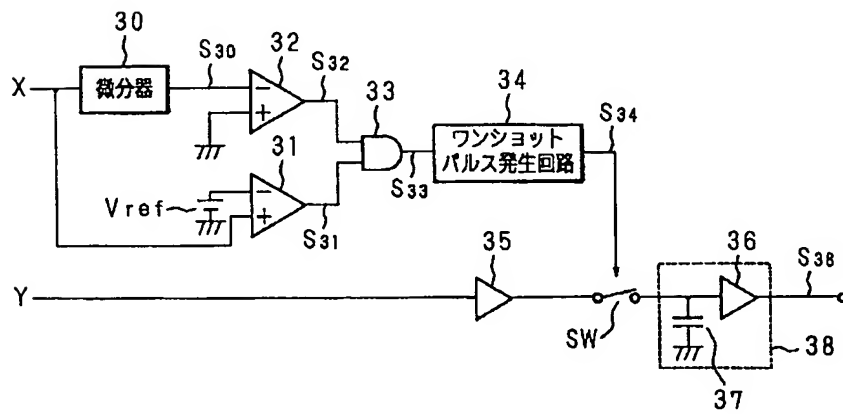 30
S30
32
S32
X
微分器
33
34
S34
ワンショット
パルス発生回路
S33
31
Vref
S31
35
36
S38
Y
SW
37
38